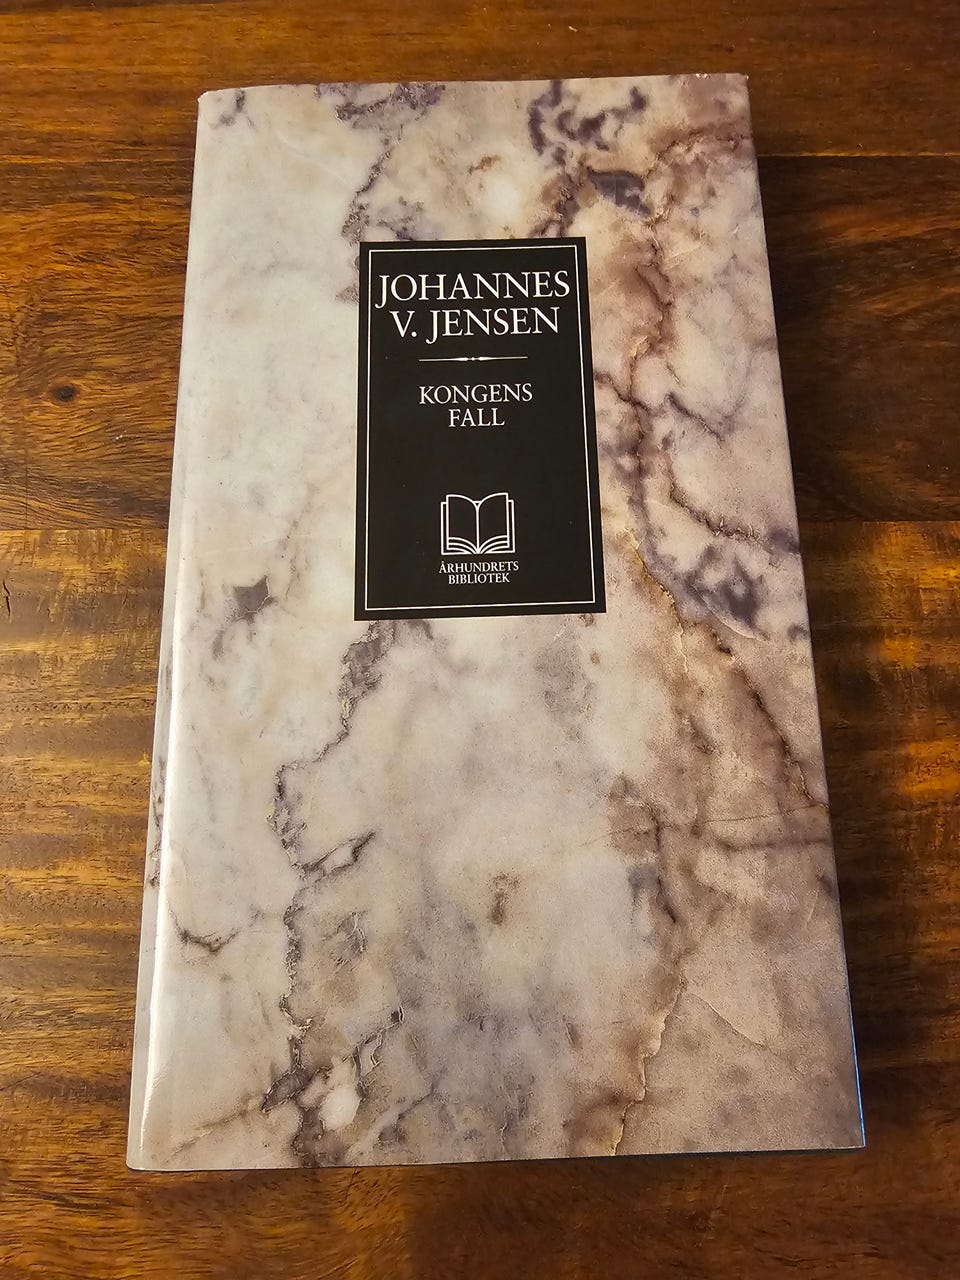 JOHANNES
V. JENSEN
KONGENS
FALL
ÅRHUNDRETS
BIBLIOTEK